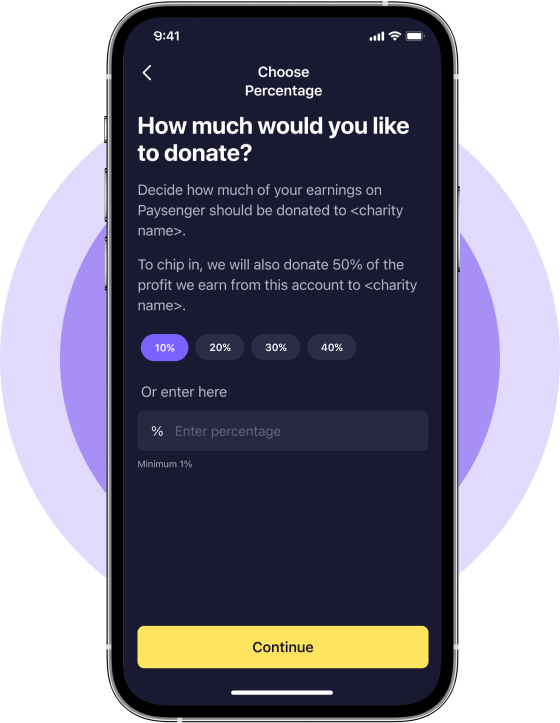 9:41
Choose
Percentage
How much would you like
to donate?
Decide how much of your earnings on
Paysenger should be donated to <charity
name>.
To chip in, we will also donate 50% of the
profit we earn from this account to <charity
name>.
10% 20% 30% 40%
Or enter here
% Enter percentage
Minimum 1%
Continue